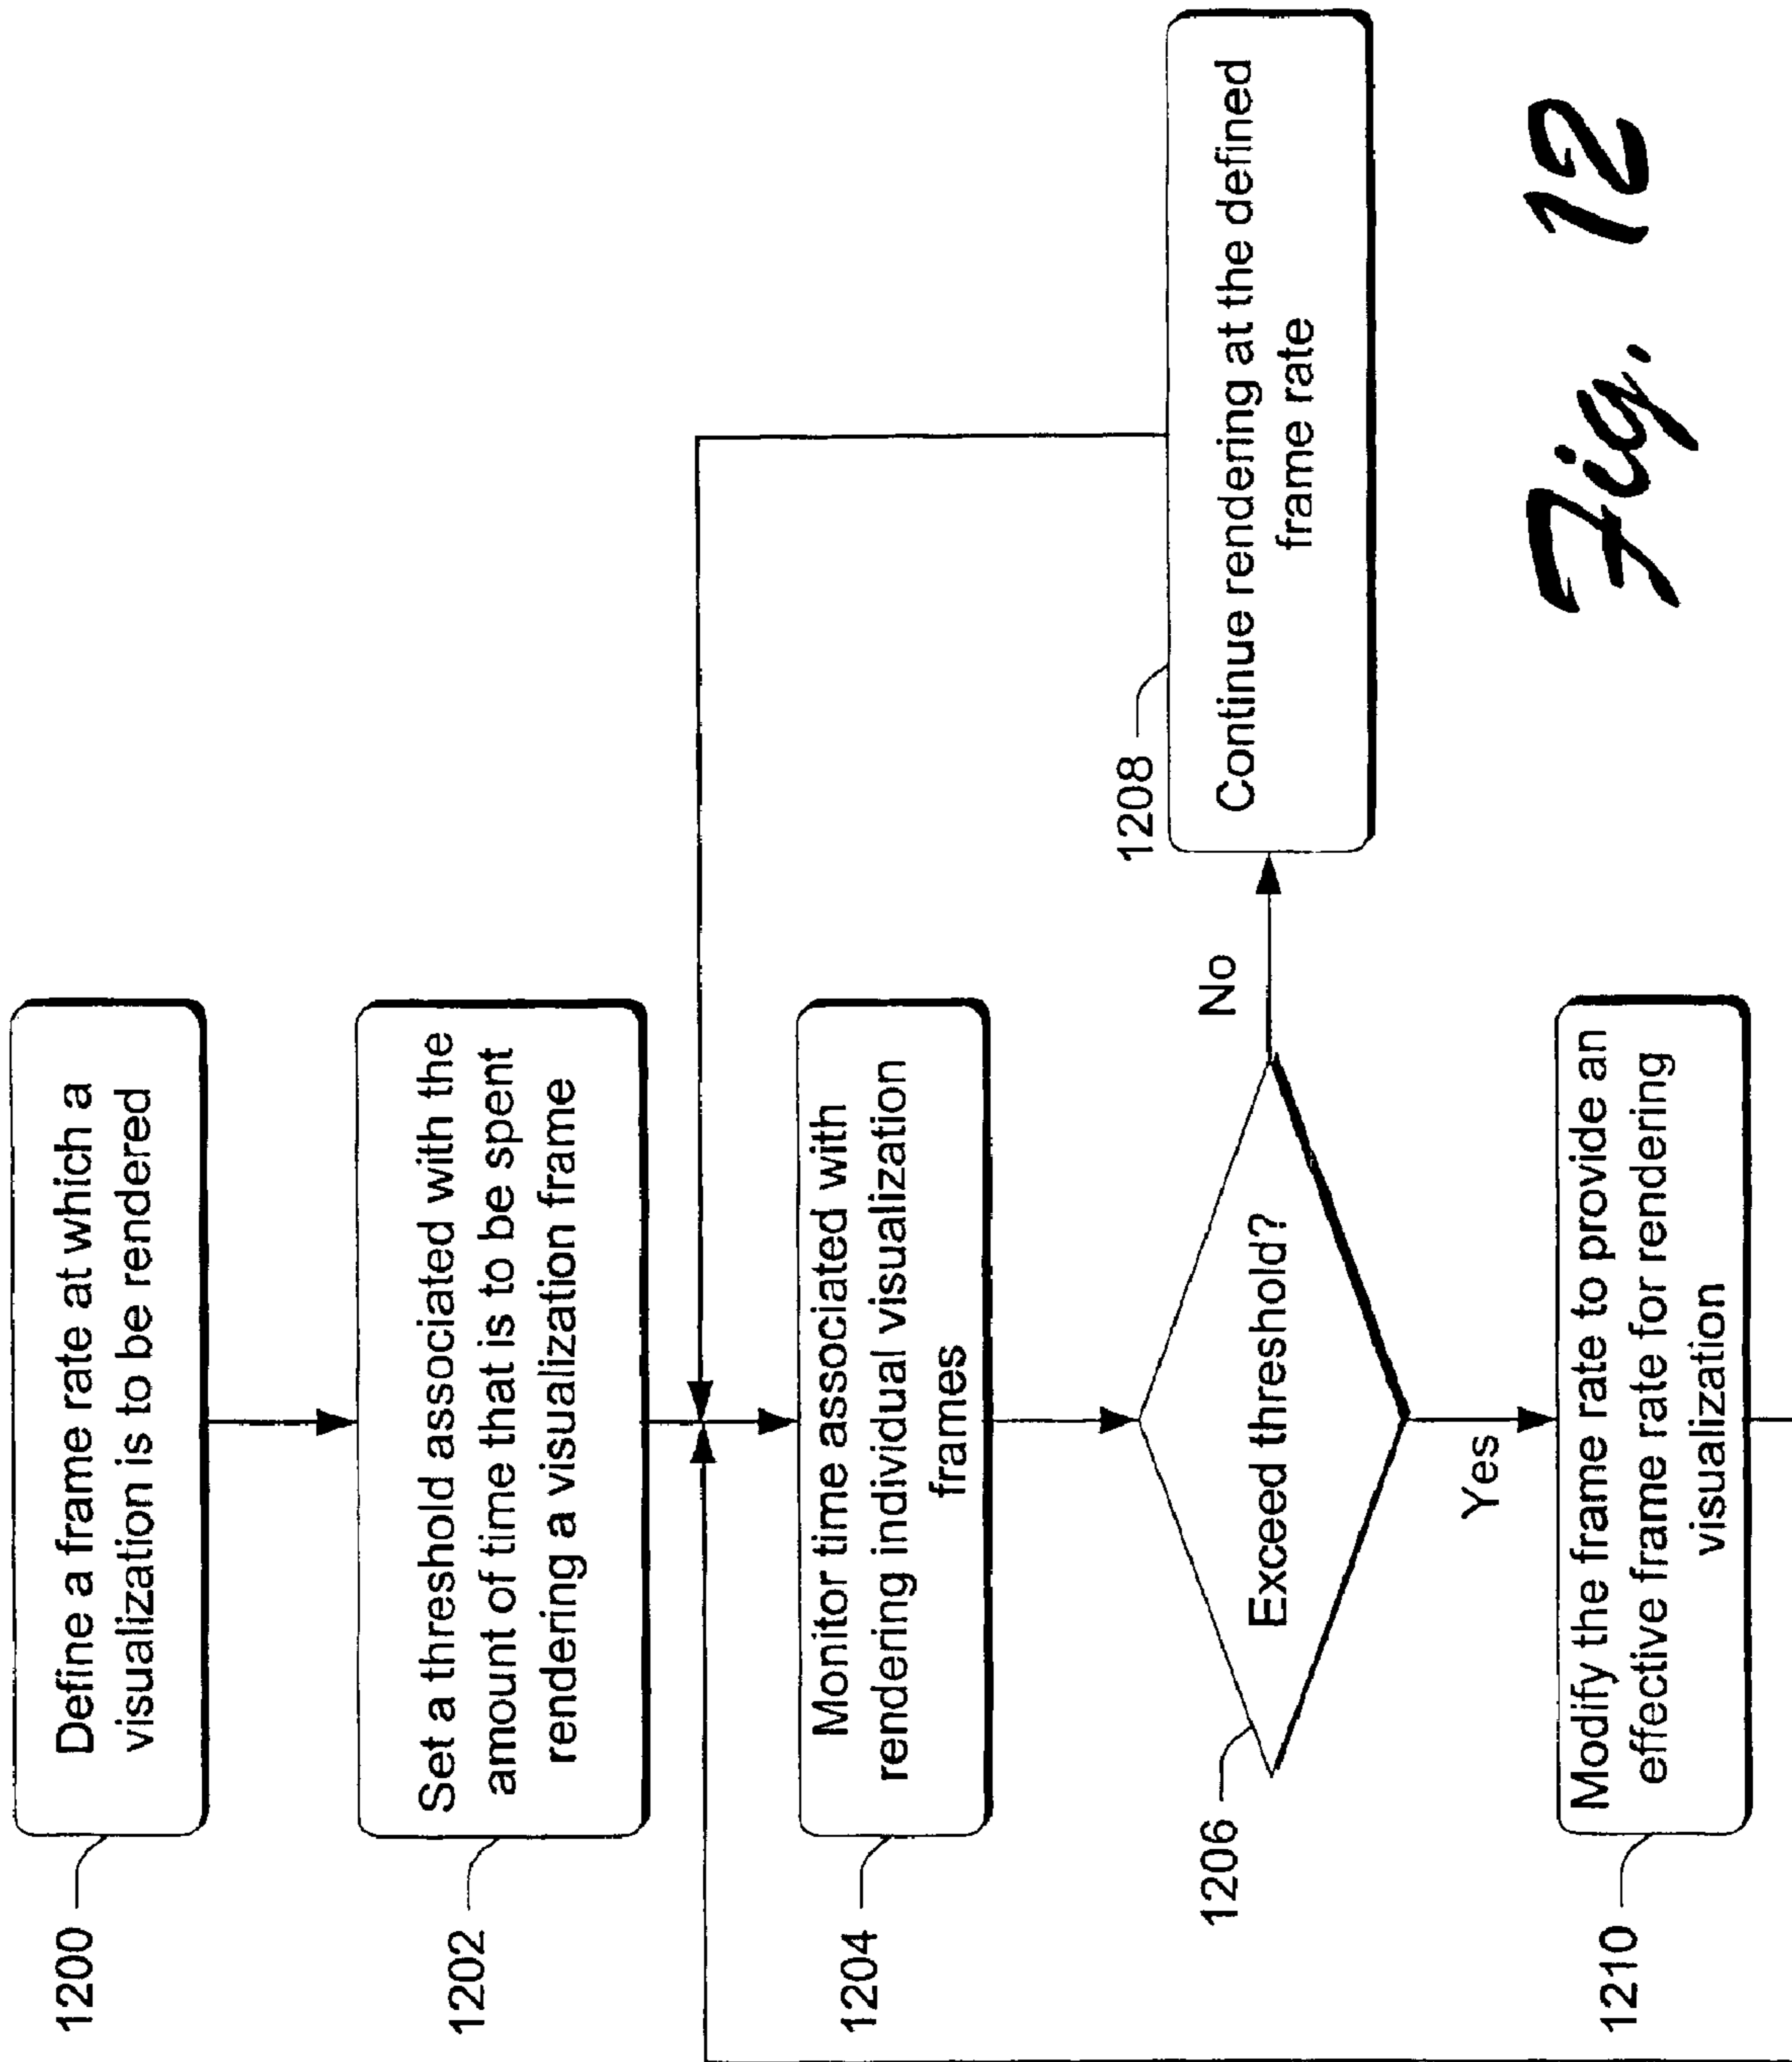 1200
Define a frame rate at which a
visualization is to be rendered
1202
Set a threshold associated with the
amount of time that is to be spent
rendering a visualization frame
1204
Monitor time associated with
rendering individual visualization
frames
1206
Exceed threshold?
No
1208
Continue rendering at the defined
frame rate
Yes
1210
Modify the frame rate to provide an
effective frame rate for rendering
visualization
Fig. 12